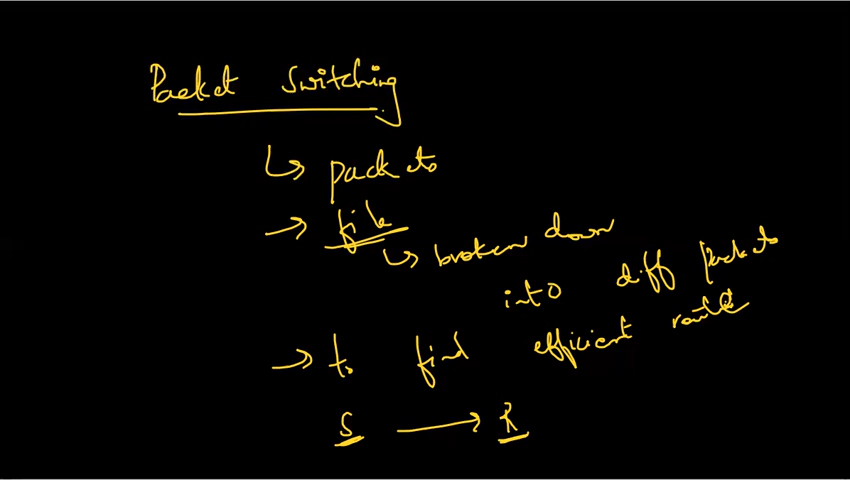 Packet Switching
↳ packets
→ file
↳ broken down
into diff packets
→ to find efficient route
S → R